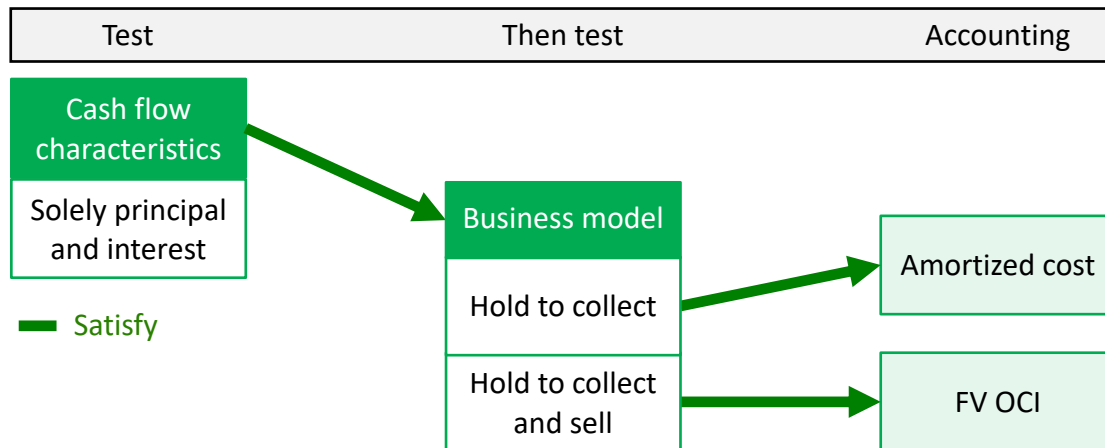 Test
Then test
Accounting
Cash flow
characteristics
Solely principal
and interest
Satisfy
Business model
Hold to collect
Hold to collect
and sell
Amortized cost
FV OCI